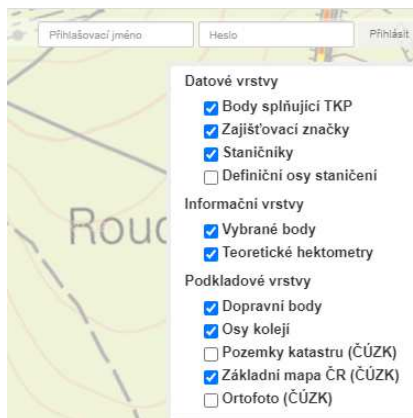 Přihlašovací jméno Heslo Přihlásit
Datové vrstvy
Body splňující TKP
Zajišťovací značky
Staničníky
Definiční osy staničení
Informační vrstvy
Vybrané body
Teoretické hektometry
Podkladové vrstvy
Dopravní body
Osy kolejí
Pozemky katastru (ČÚZK)
Základní mapa ČR (ČÚZK)
Ortofoto (ČÚZK)
Rouc